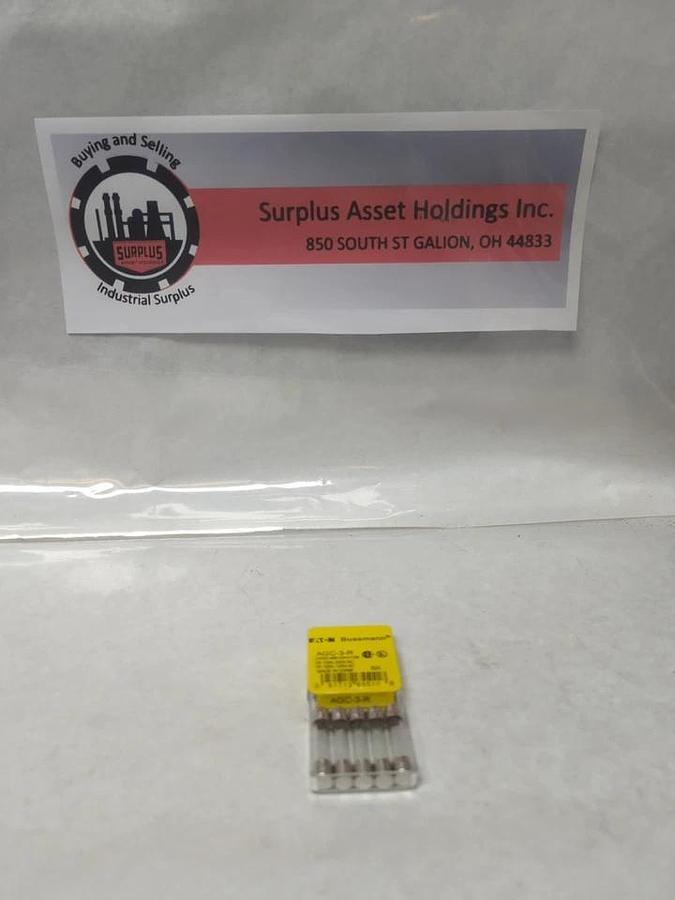 Buying and Selling
SURPLUS
Industrial Surplus
Surplus Asset Holdings Inc.
850 SOUTH ST GALION, OH 44833
EAT•N Bussmann
AGC-3-R
AGC-3-R